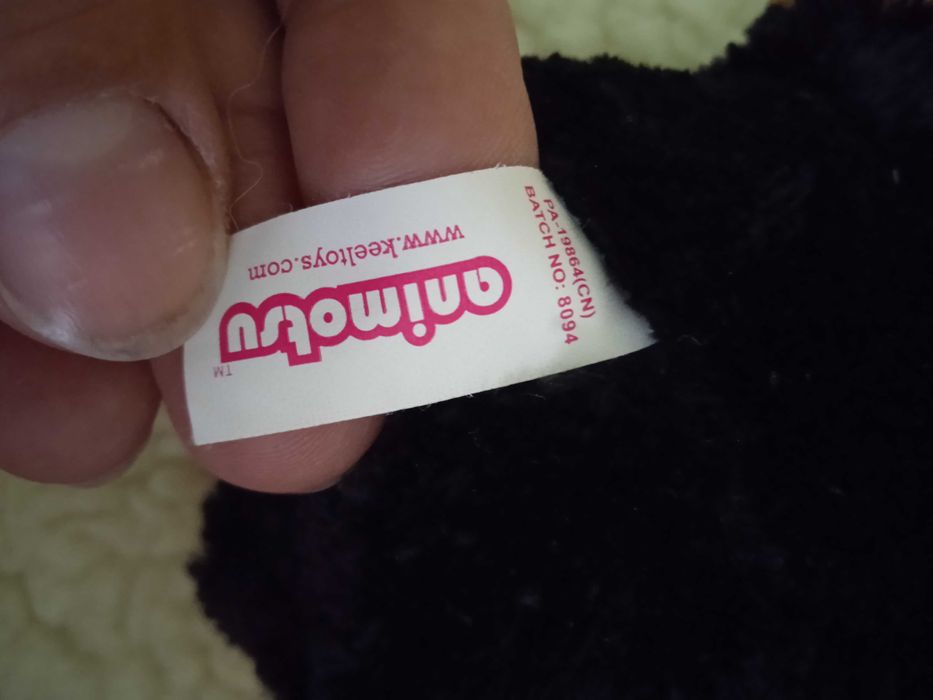 animotsu
TM
www.keeltoys.com
PA-19864(CN)
BATCH NO: 8094